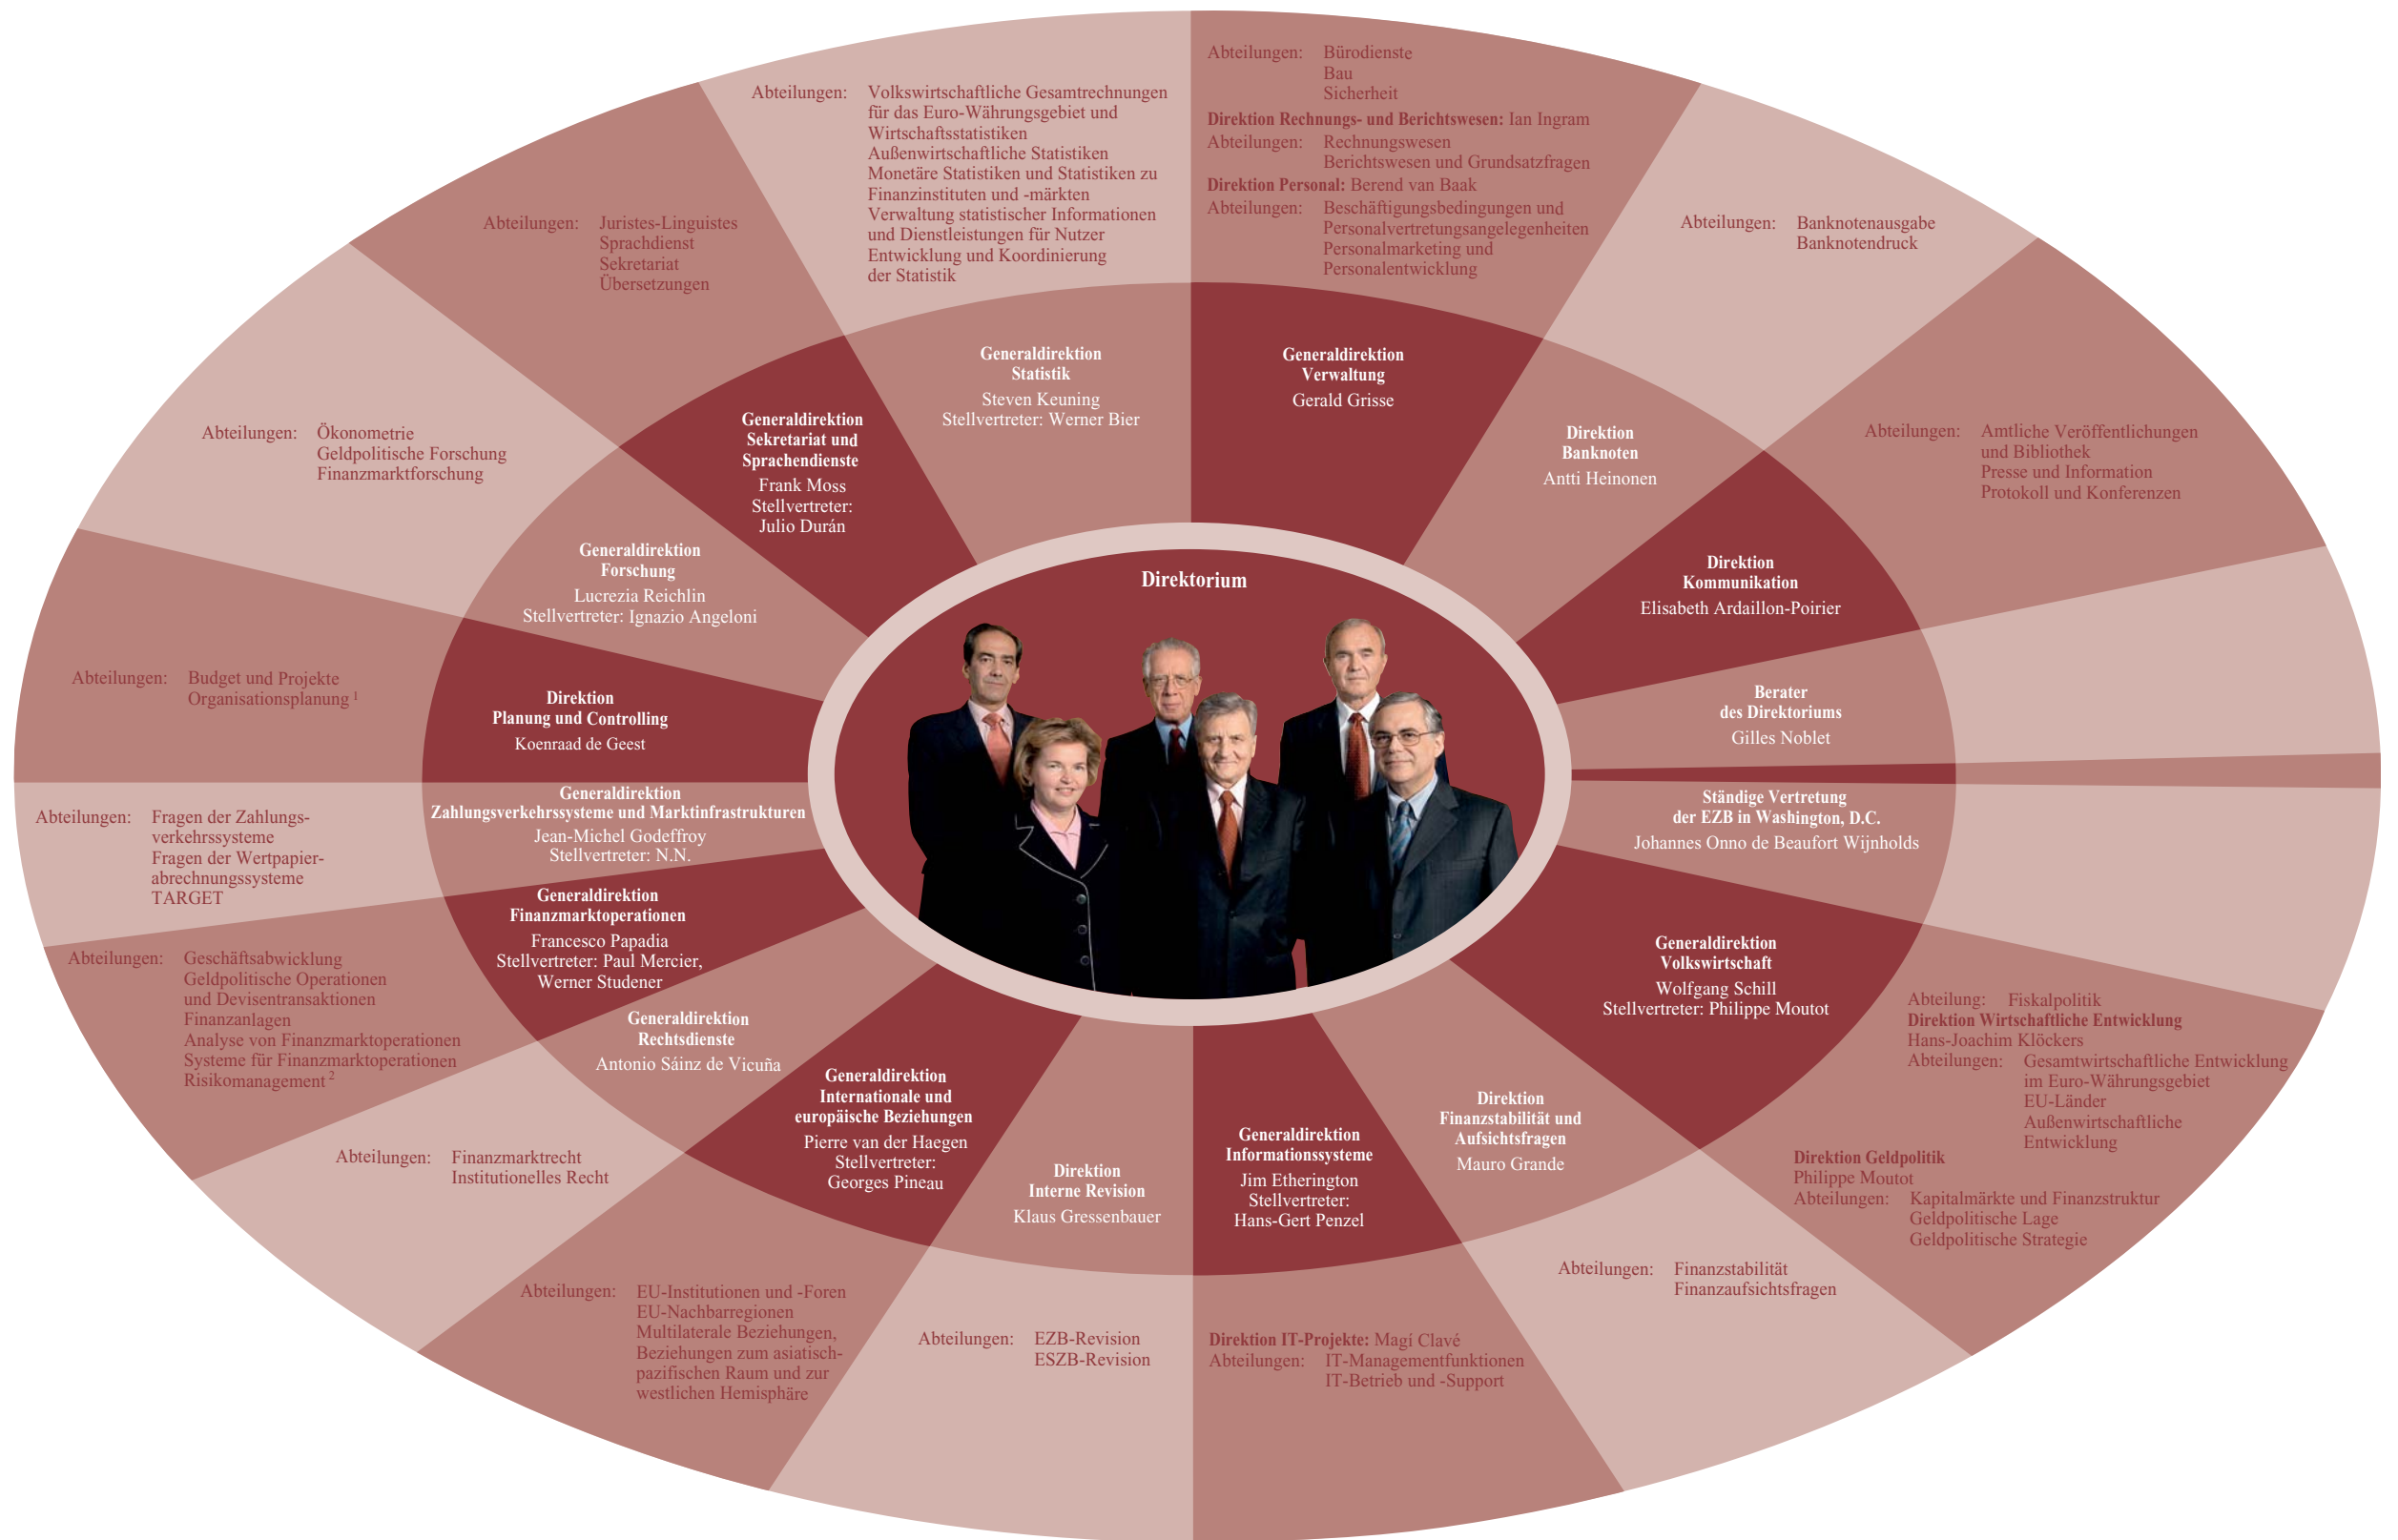 Direktorium
Abteilungen: Bürodienste
Bau
Sicherheit
Direktion Rechnungs- und Berichtswesen: Ian Ingram
Abteilungen: Rechnungswesen
Berichtswesen und Grundsatzfragen
Direktion Personal: Berend van Baak
Abteilungen: Beschäftigungsbedingungen und
Personalvertretungsangelegenheiten
Personalmarketing und
Personalentwicklung
Generaldirektion
Verwaltung
Gerald Grisse
Abteilungen: Banknotenausgabe
Banknotendruck
Direktion
Banknoten
Antti Heinonen
Abteilungen: Amtliche Veröffentlichungen
und Bibliothek
Presse und Information
Protokoll und Konferenzen
Direktion
Kommunikation
Elisabeth Ardaillon-Poirier
Berater
des Direktoriums
Gilles Noblet
Ständige Vertretung
der EZB in Washington, D.C.
Johannes Onno de Beaufort Wijnholds
Generaldirektion
Volkswirtschaft
Wolfgang Schill
Stellvertreter: Philippe Moutot
Abteilung: Fiskalpolitik
Direktion Wirtschaftliche Entwicklung
Hans-Joachim Klöckers
Abteilungen: Gesamtwirtschaftliche Entwicklung
im Euro-Währungsgebiet
EU-Länder
Außenwirtschaftliche
Entwicklung
Direktion Geldpolitik
Philippe Moutot
Abteilungen: Kapitalmärkte und Finanzstruktur
Geldpolitische Lage
Geldpolitische Strategie
Direktion
Finanzstabilität und
Aufsichtsfragen
Mauro Grande
Abteilungen: Finanzstabilität
Finanzaufsichtsfragen
Generaldirektion
Informationssysteme
Jim Etherington
Stellvertreter:
Hans-Gert Penzel
Direktion IT-Projekte: Magí Clavé
Abteilungen: IT-Managementfunktionen
IT-Betrieb und -Support
Direktion
Interne Revision
Klaus Gressenbauer
Abteilungen: EZB-Revision
ESZB-Revision
Generaldirektion
Internationale und
europäische Beziehungen
Pierre van der Haegen
Stellvertreter:
Georges Pineau
Abteilungen: EU-Institutionen und -Foren
EU-Nachbarregionen
Multilaterale Beziehungen,
Beziehungen zum asiatisch-
pazifischen Raum und zur
westlichen Hemisphäre
Generaldirektion
Rechtsdienste
Antonio Sáinz de Vicuña
Abteilungen: Finanzmarktrecht
Institutionelles Recht
Generaldirektion
Finanzmarktoperationen
Francesco Papadia
Stellvertreter: Paul Mercier,
Werner Studener
Abteilungen: Geschäftsabwicklung
Geldpolitische Operationen
und Devisentransaktionen
Finanzanlagen
Analyse von Finanzmarktoperationen
Systeme für Finanzmarktoperationen
Risikomanagement 2
Generaldirektion
Zahlungsverkehrssysteme und Marktinfrastrukturen
Jean-Michel Godeffroy
Stellvertreter: N.N.
Abteilungen: Fragen der Zahlungs-
verkehrssysteme
Fragen der Wertpapier-
abrechnungssysteme
TARGET
Direktion
Planung und Controlling
Koenraad de Geest
Abteilungen: Budget und Projekte
Organisationsplanung 1
Generaldirektion
Forschung
Lucrezia Reichlin
Stellvertreter: Ignazio Angeloni
Abteilungen: Ökonometrie
Geldpolitische Forschung
Finanzmarktforschung
Generaldirektion
Sekretariat und
Sprachendienste
Frank Moss
Stellvertreter:
Julio Durán
Abteilungen: Juristes-Linguistes
Sprachdienst
Sekretariat
Übersetzungen
Generaldirektion
Statistik
Steven Keuning
Stellvertreter: Werner Bier
Abteilungen: Volkswirtschaftliche Gesamtrechnungen
für das Euro-Währungsgebiet und
Wirtschaftsstatistiken
Außenwirtschaftliche Statistiken
Monetäre Statistiken und Statistiken zu
Finanzinstituten und -märkten
Verwaltung statistischer Informationen
und Dienstleistungen für Nutzer
Entwicklung und Koordinierung
der Statistik